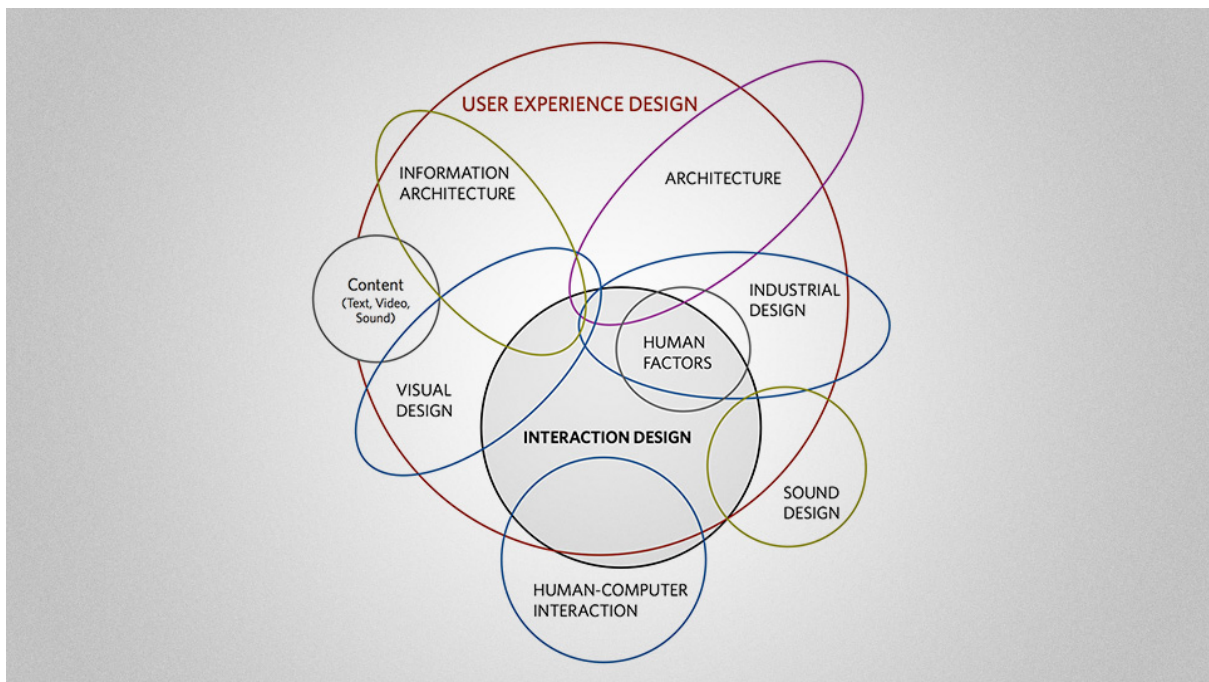 USER EXPERIENCE DESIGN
INFORMATION
ARCHITECTURE
ARCHITECTURE
Content
(Text, Video,
Sound)
INDUSTRIAL
DESIGN
HUMAN
FACTORS
VISUAL
DESIGN
INTERACTION DESIGN
SOUND
DESIGN
HUMAN-COMPUTER
INTERACTION